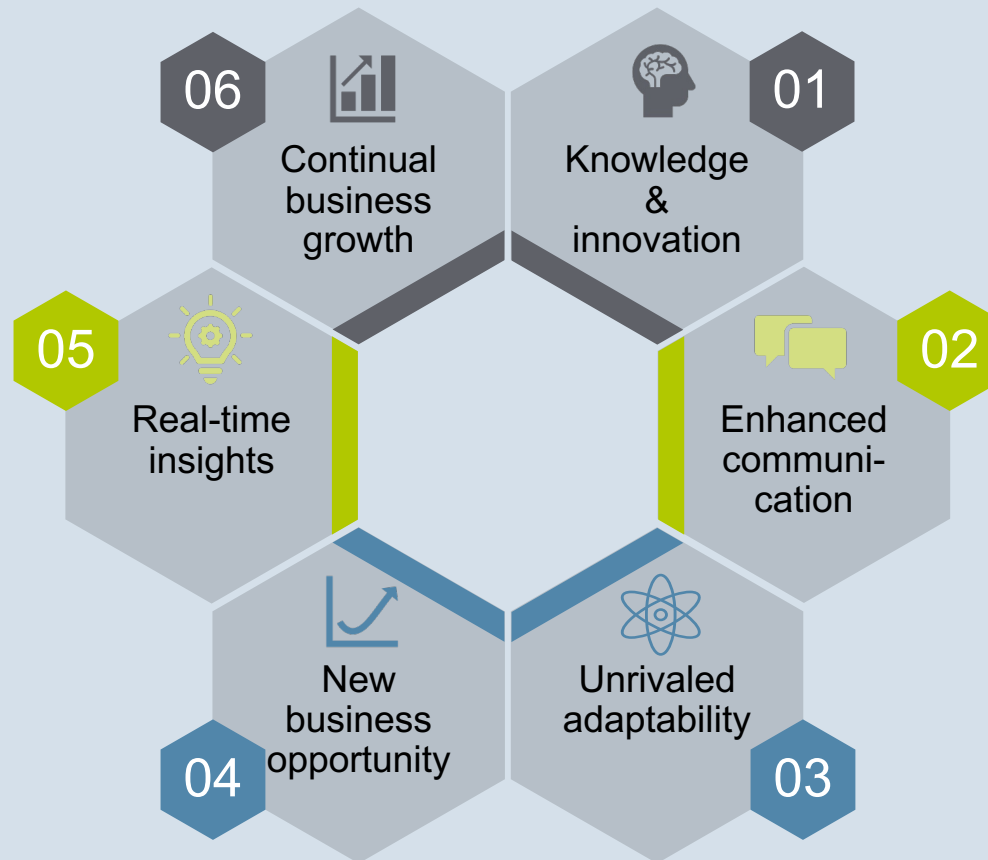 01
Knowledge
&
innovation
02
Enhanced
communi-
cation
03
Unrivaled
adaptability
04
New
business
opportunity
05
Real-time
insights
06
Continual
business
growth